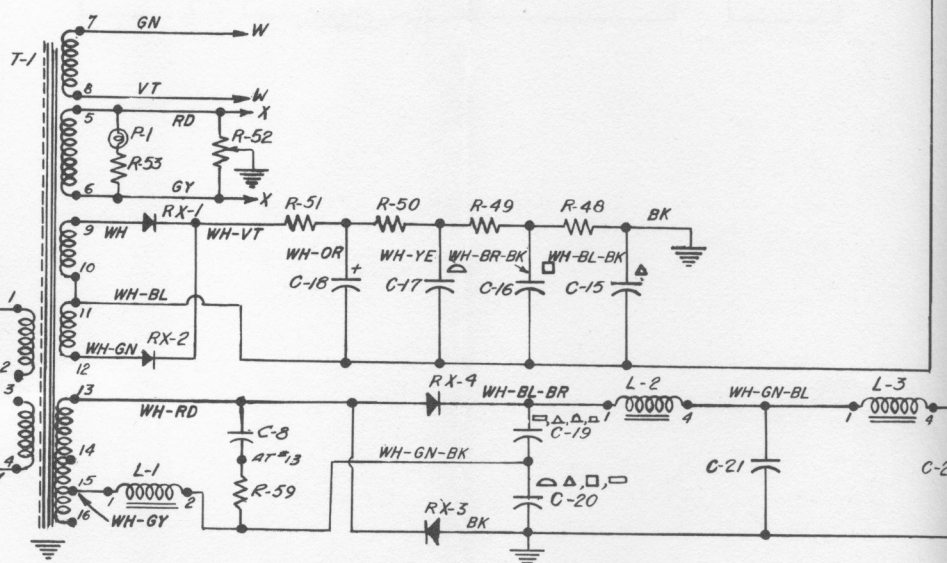 7 GN W
T-1
8 VT W
5 RD X
P-1
R-52
R-53
6 GY X
9 WH RX-1 WH-VT R-51 R-50 R-49 R-48 BK
WH-OR WH-YE WH-BR-BK WH-BL-BK
10
+
C-18 C-17 C-16 C-15
WH-BL
11
1
WH-GN RX-2
12
2
3
13 WH-RD RX-4 WH-BL-BR L-2 WH-GN-BL L-3
1 4 1 4
C-8 C-19
14 AT #13 WH-GN-BK
4
C-21 C-2
15 L-1 R-59 C-20
1 2
16 WH-GY RX-3 BK